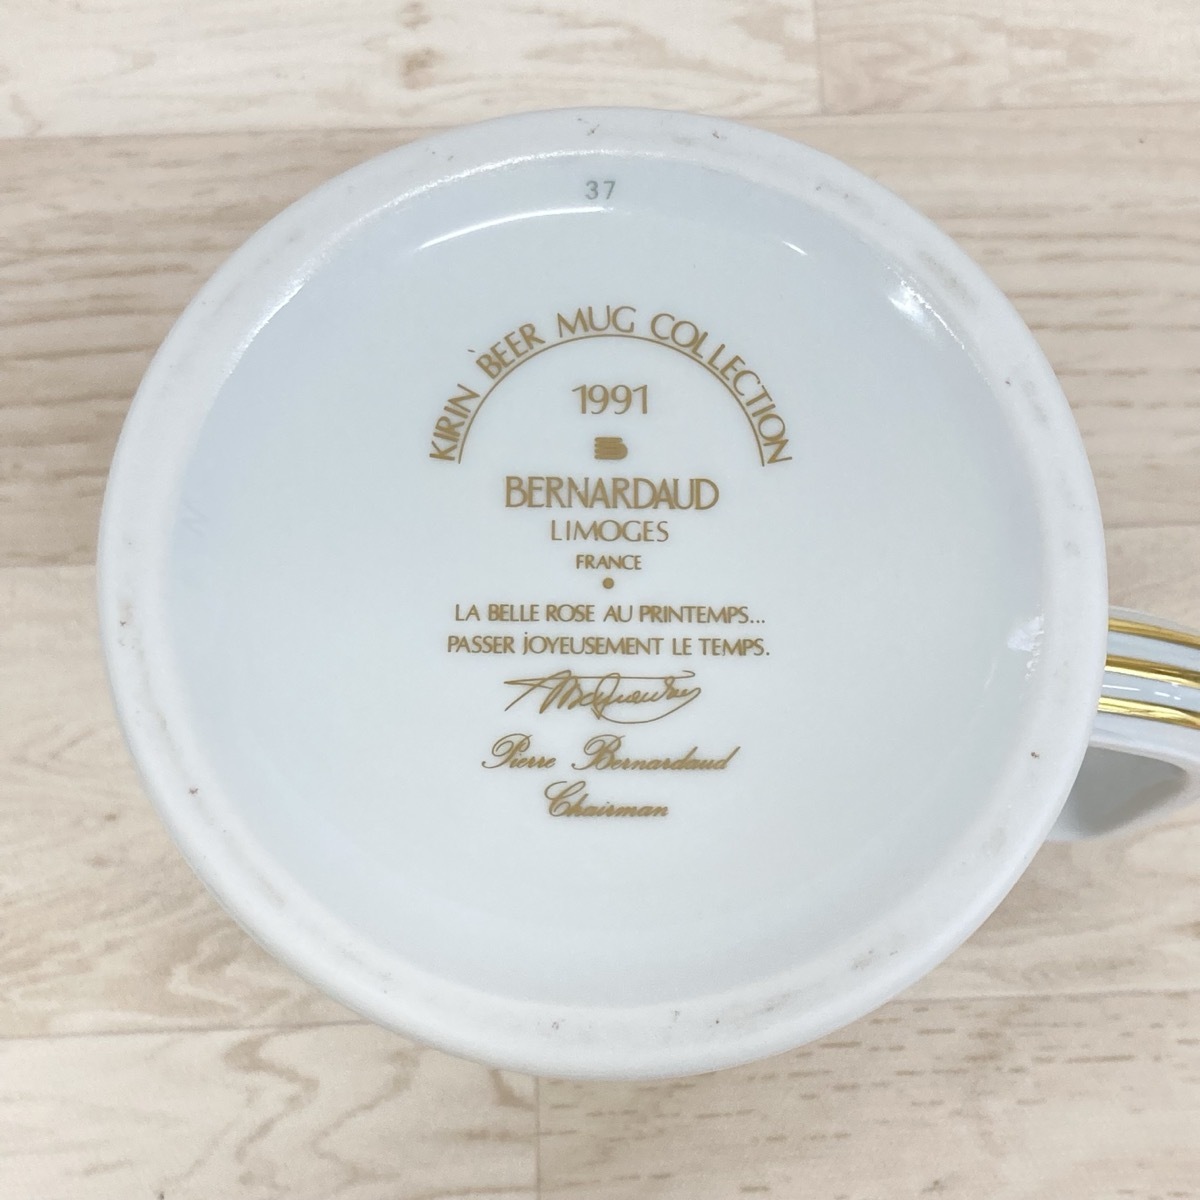 37
KIRIN BEER MUG COLLECTION
1991
BERNARDAUD
LIMOGES
FRANCE
LA BELLE ROSE AU PRINTEMPS...
PASSER JOYEUSEMENT LE TEMPS.
Pierre Bernardaud
Chairman